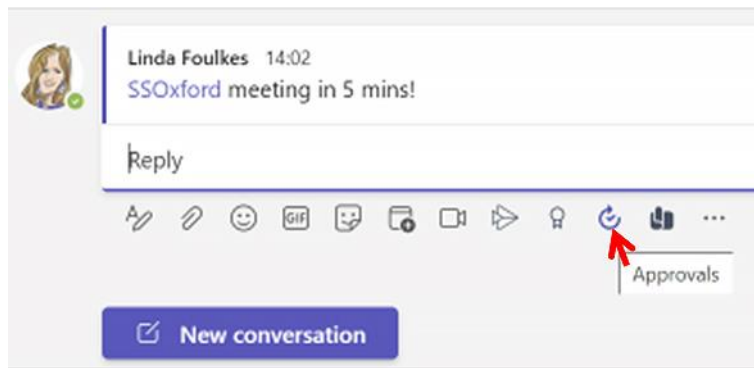 Linda Foulkes 14:02
SSOxford meeting in 5 mins!
Reply
GIF
Approvals
New conversation